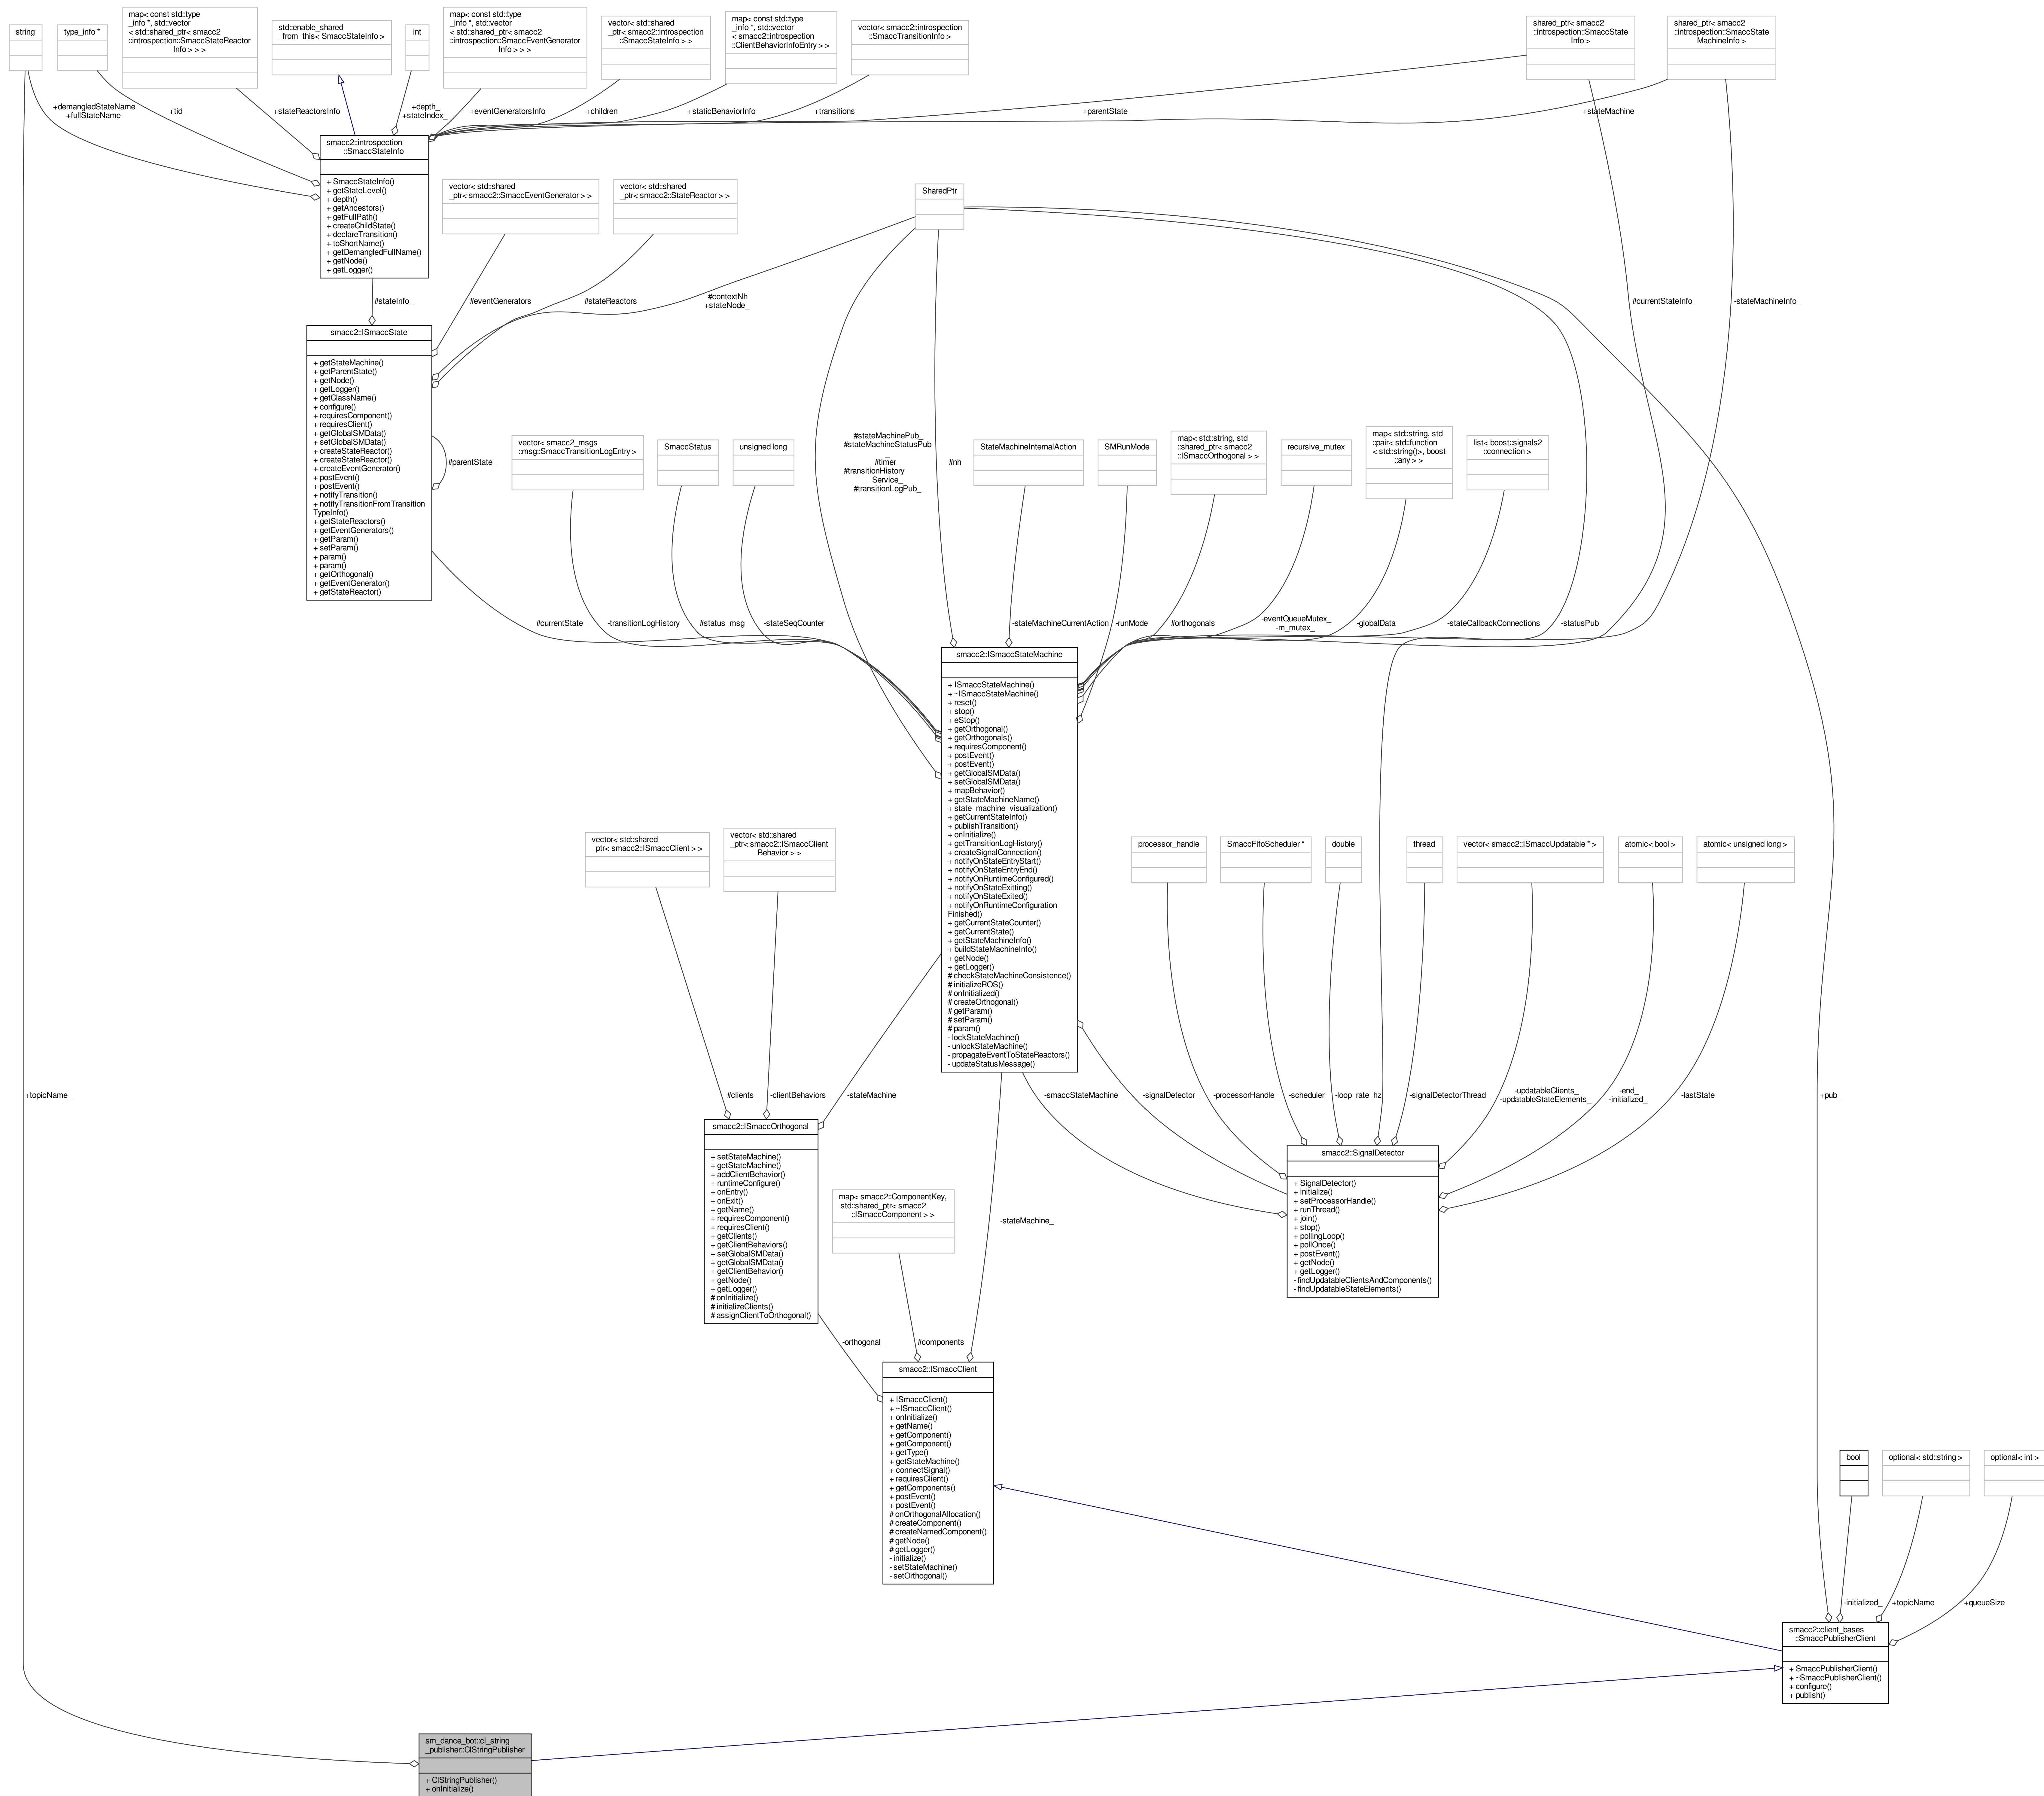 string
type_info *
map< const std::type
_info *, std::vector
< std::shared_ptr< smacc2
::introspection::SmaccStateReactor
Info > > >
std::enable_shared
_from_this< SmaccStateInfo >
int
map< const std::type
_info *, std::vector
< std::shared_ptr< smacc2
::introspection::SmaccEventGenerator
Info > > >
vector< std::shared
_ptr< smacc2::introspection
::SmaccStateInfo > >
map< const std::type
_info *, std::vector
< smacc2::introspection
::ClientBehaviorInfoEntry > >
vector< smacc2::introspection
::SmaccTransitionInfo >
shared_ptr< smacc2
::introspection::SmaccState
Info >
shared_ptr< smacc2
::introspection::SmaccState
MachineInfo >
+demangledStateName
+fullStateName
+tid_
+stateReactorsInfo
+depth_
+stateIndex_
+eventGeneratorsInfo
+children_
+staticBehaviorInfo
+transitions_
+parentState_
+stateMachine_
smacc2::introspection
::SmaccStateInfo
+ SmaccStateInfo()
+ getStateLevel()
+ depth()
+ getAncestors()
+ getFullPath()
+ createChildState()
+ declareTransition()
+ toShortName()
+ getDemangledFullName()
+ getNode()
+ getLogger()
vector< std::shared
_ptr< smacc2::SmaccEventGenerator > >
vector< std::shared
_ptr< smacc2::StateReactor > >
SharedPtr
#stateInfo_
#eventGenerators_
#stateReactors_
#contextNh
+stateNode_
#currentStateInfo_
-stateMachineInfo_
smacc2::ISmaccState
+ getStateMachine()
+ getParentState()
+ getNode()
+ getLogger()
+ getClassName()
+ configure()
+ requiresComponent()
+ requiresClient()
+ getGlobalSMData()
+ setGlobalSMData()
+ createStateReactor()
+ createStateReactor()
+ createEventGenerator()
+ postEvent()
+ postEvent()
+ notifyTransition()
+ notifyTransitionFromTransition
TypeInfo()
+ getStateReactors()
+ getEventGenerators()
+ getParam()
+ setParam()
+ param()
+ param()
+ getOrthogonal()
+ getEventGenerator()
+ getStateReactor()
#parentState_
vector< smacc2_msgs
::msg::SmaccTransitionLogEntry >
SmaccStatus
unsigned long
#stateMachinePub_
#stateMachineStatusPub
_
#timer_
#transitionHistory
Service_
#transitionLogPub_
#nh_
StateMachineInternalAction
SMRunMode
map< std::string, std
::shared_ptr< smacc2
::ISmaccOrthogonal > >
recursive_mutex
map< std::string, std
::pair< std::function
< std::string()>, boost
::any > >
list< boost::signals2
::connection >
#currentState_
-transitionLogHistory_
#status_msg_
-stateSeqCounter_
-stateMachineCurrentAction
-runMode_
#orthogonals_
-eventQueueMutex_
-m_mutex_
-globalData_
-stateCallbackConnections
-statusPub_
smacc2::ISmaccStateMachine
+ ISmaccStateMachine()
+ ~ISmaccStateMachine()
+ reset()
+ stop()
+ eStop()
+ getOrthogonal()
+ getOrthogonals()
+ requiresComponent()
+ postEvent()
+ postEvent()
+ getGlobalSMData()
+ setGlobalSMData()
+ mapBehavior()
+ getStateMachineName()
+ state_machine_visualization()
+ getCurrentStateInfo()
+ publishTransition()
+ onInitialize()
+ getTransitionLogHistory()
+ createSignalConnection()
+ notifyOnStateEntryStart()
+ notifyOnStateEntryEnd()
+ notifyOnRuntimeConfigured()
+ notifyOnStateExitting()
+ notifyOnStateExited()
+ notifyOnRuntimeConfiguration
Finished()
+ getCurrentStateCounter()
+ getCurrentState()
+ getStateMachineInfo()
+ buildStateMachineInfo()
+ getNode()
+ getLogger()
# checkStateMachineConsistence()
# initializeROS()
# onInitialized()
# createOrthogonal()
# getParam()
# setParam()
# param()
- lockStateMachine()
- unlockStateMachine()
- propagateEventToStateReactors()
- updateStatusMessage()
vector< std::shared
_ptr< smacc2::ISmaccClient > >
vector< std::shared
_ptr< smacc2::ISmaccClient
Behavior > >
processor_handle
SmaccFifoScheduler *
double
thread
vector< smacc2::ISmaccUpdatable * >
atomic< bool >
atomic< unsigned long >
+topicName_
#clients_
-clientBehaviors_
-stateMachine_
-smaccStateMachine_
-signalDetector_
-processorHandle_
-scheduler_
-loop_rate_hz
-signalDetectorThread_
-updatableClients_
-updatableStateElements_
-end_
-initialized_
-lastState_
+pub_
smacc2::ISmaccOrthogonal
+ setStateMachine()
+ getStateMachine()
+ addClientBehavior()
+ runtimeConfigure()
+ onEntry()
+ onExit()
+ getName()
+ requiresComponent()
+ requiresClient()
+ getClients()
+ getClientBehaviors()
+ setGlobalSMData()
+ getGlobalSMData()
+ getClientBehavior()
+ getNode()
+ getLogger()
# onInitialize()
# initializeClients()
# assignClientToOrthogonal()
smacc2::SignalDetector
+ SignalDetector()
+ initialize()
+ setProcessorHandle()
+ runThread()
+ join()
+ stop()
+ pollingLoop()
+ pollOnce()
+ postEvent()
+ getNode()
+ getLogger()
- findUpdatableClientsAndComponents()
- findUpdatableStateElements()
map< smacc2::ComponentKey,
std::shared_ptr< smacc2
::ISmaccComponent > >
-stateMachine_
-orthogonal_
#components_
smacc2::ISmaccClient
+ ISmaccClient()
+ ~ISmaccClient()
+ onInitialize()
+ getName()
+ getComponent()
+ getComponent()
+ getType()
+ getStateMachine()
+ connectSignal()
+ requiresClient()
+ getComponents()
+ postEvent()
+ postEvent()
# onOrthogonalAllocation()
# createComponent()
# createNamedComponent()
# getNode()
# getLogger()
- initialize()
- setStateMachine()
- setOrthogonal()
bool
optional< std::string >
optional< int >
-initialized_
+topicName
+queueSize
smacc2::client_bases
::SmaccPublisherClient
+ SmaccPublisherClient()
+ ~SmaccPublisherClient()
+ configure()
+ publish()
sm_dance_bot::cl_string
_publisher::ClStringPublisher
+ ClStringPublisher()
+ onInitialize()